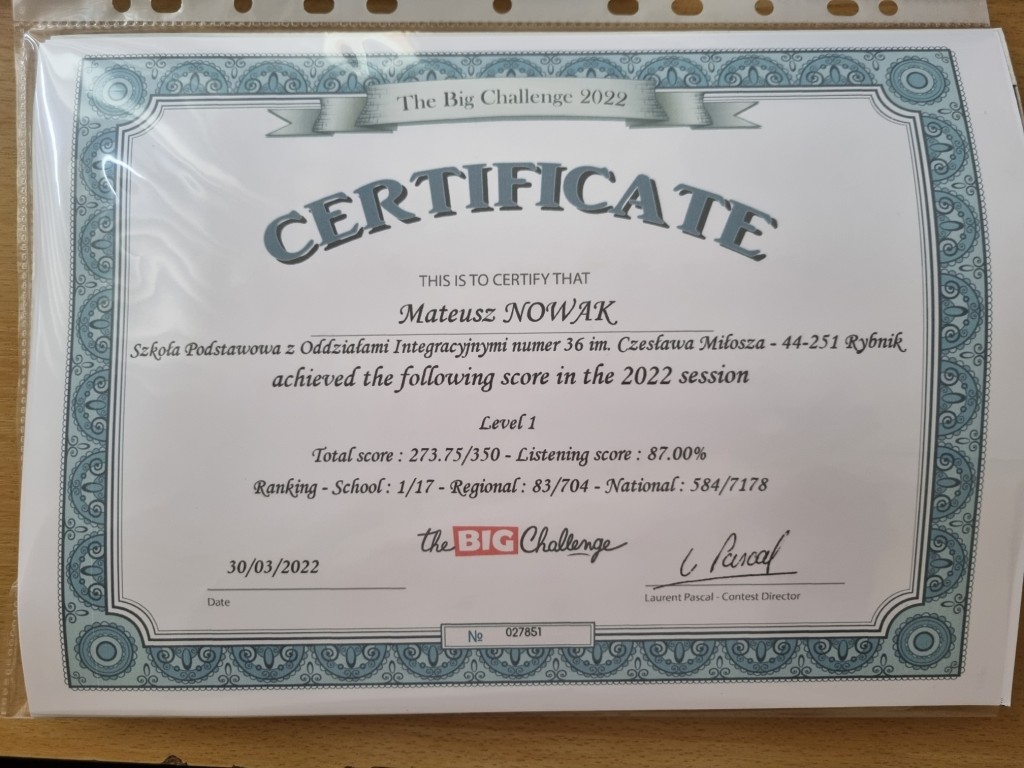 The Big Challenge 2022
CERTIFICATE
THIS IS TO CERTIFY THAT
Mateusz NOWAK
Szkoła Podstawowa z Oddziałami Integracyjnymi numer 36 im. Czesława Miłosza - 44-251 Rybnik
achieved the following score in the 2022 session
Level 1
Total score : 273.75/350 - Listening score : 87.00%
Ranking - School : 1/17 - Regional : 83/704 - National : 584/7178
the BIG Challenge
30/03/2022
L Pascal
Date
Laurent Pascal - Contest Director
№ 027851